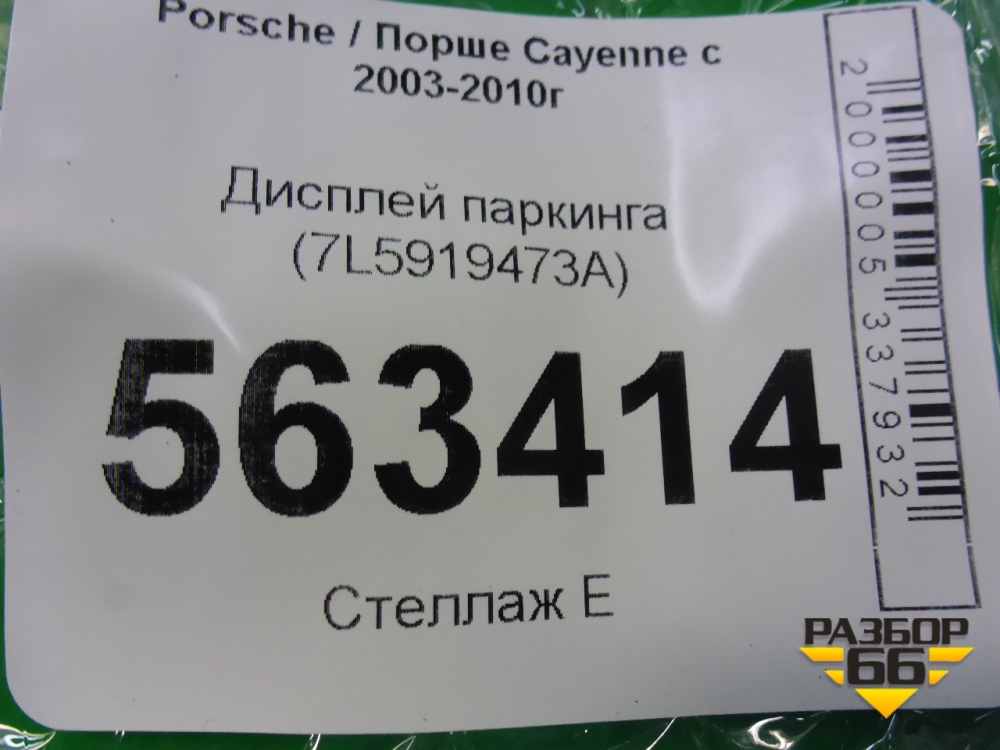 Porsche / Порше Cayenne с
2003-2010г
Дисплей паркинга
(7L5919473A)
563414
Стеллаж Е
2000005337932
РАЗБОР
66